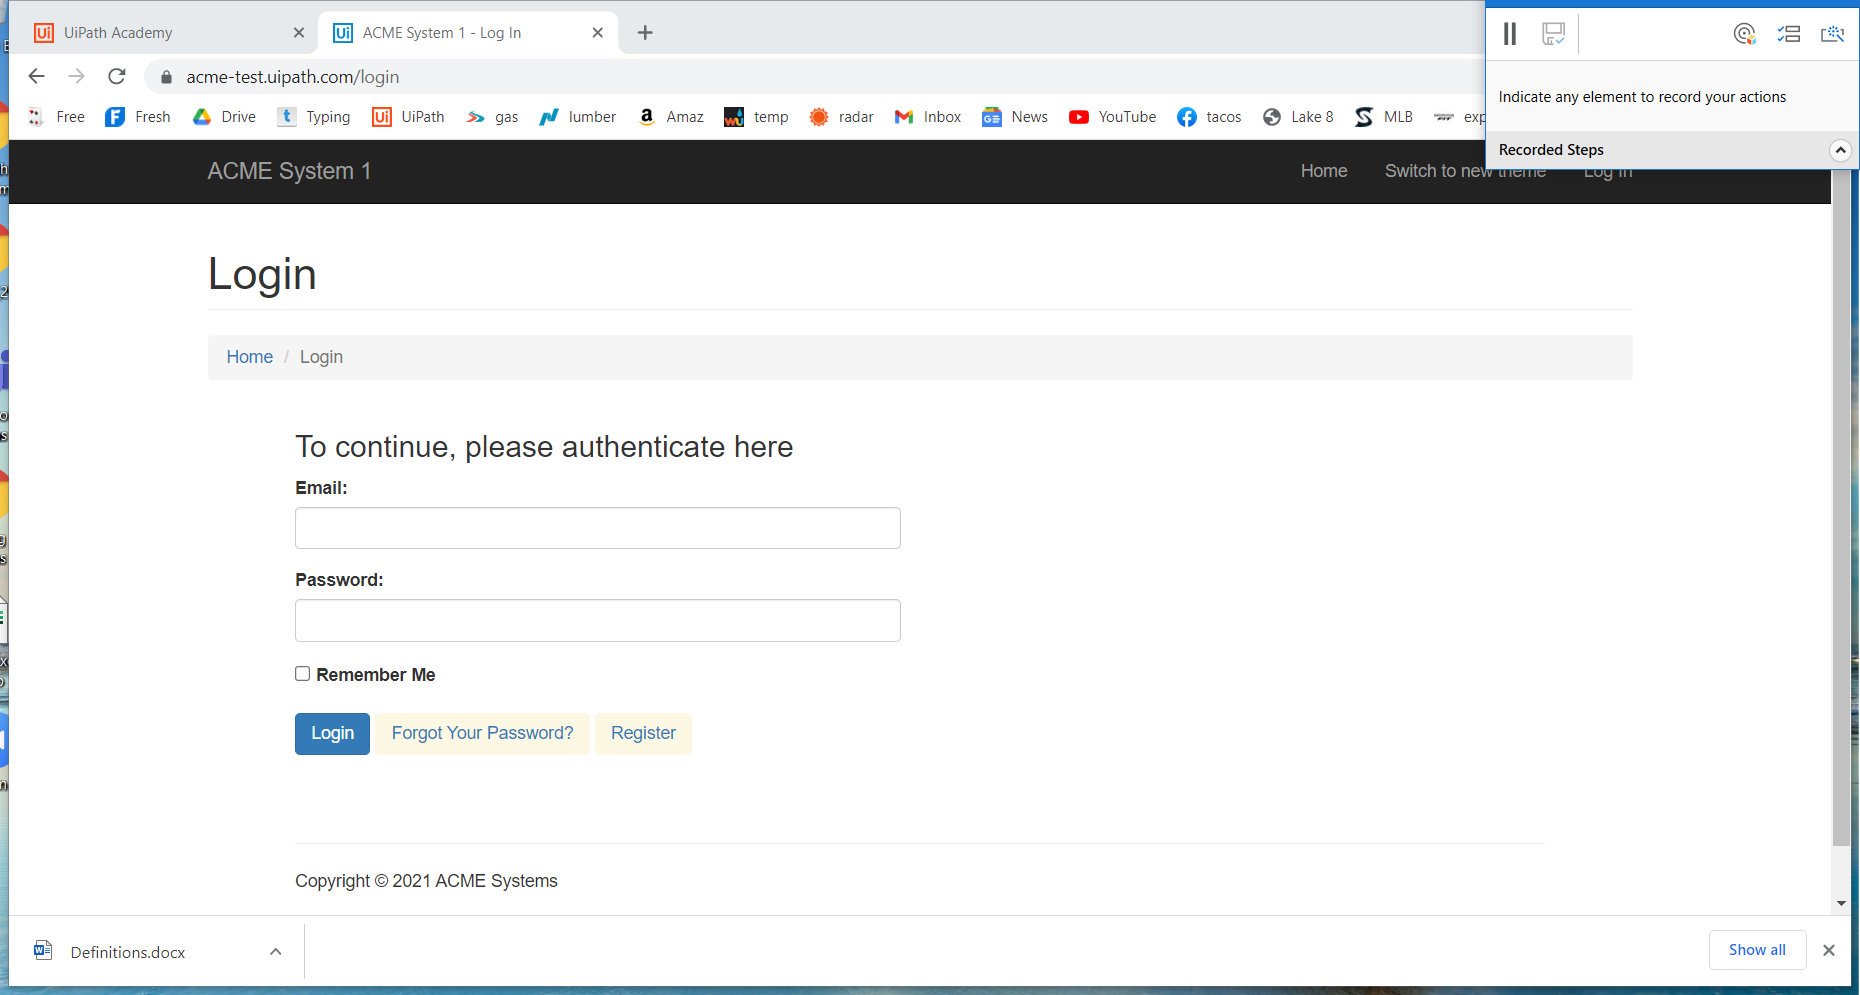 UiPath Academy
ACME System 1 - Log In
acme-test.uipath.com/login
Free Fresh Drive Typing UiPath gas lumber Amaz temp radar Inbox News YouTube tacos Lake 8 MLB exp
Indicate any element to record your actions
Recorded Steps
ACME System 1
Home Switch to new theme Log In
Login
Home / Login
To continue, please authenticate here
Email:
Password:
Remember Me
Login Forgot Your Password? Register
Copyright © 2021 ACME Systems
Definitions.docx
Show all